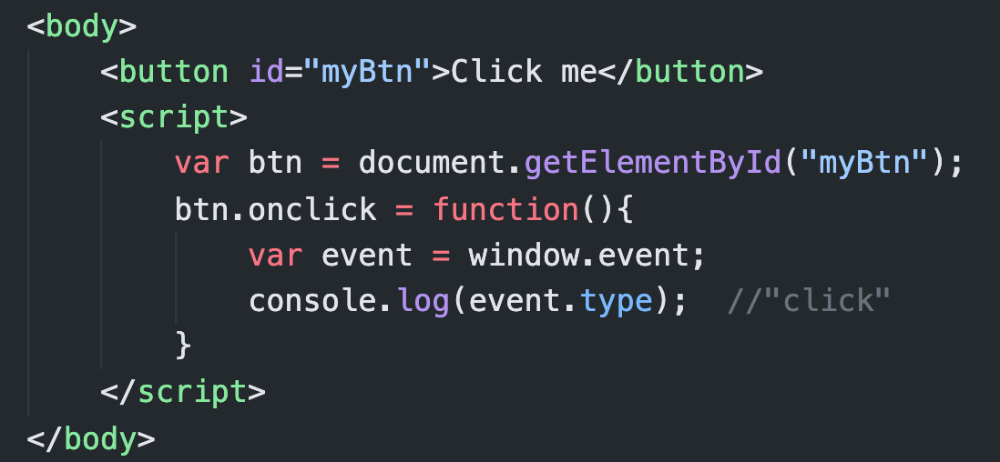 <body>
    <button id="myBtn">Click me</button>
    <script>
        var btn = document.getElementById("myBtn");
        btn.onclick = function(){
            var event = window.event;
            console.log(event.type);  //"click"
        }
    </script>
</body>